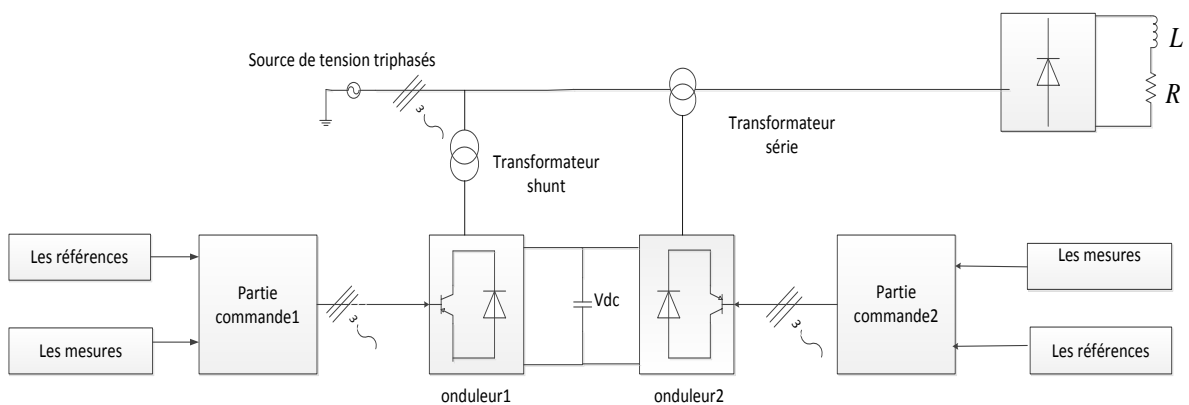 Source de tension triphasés
L
R
3
Transformateur
série
Transformateur
shunt
Les références
Partie
commande1
Les mesures
3
Vdc
3
Partie
commande2
Les mesures
Les références
onduleur1
onduleur2